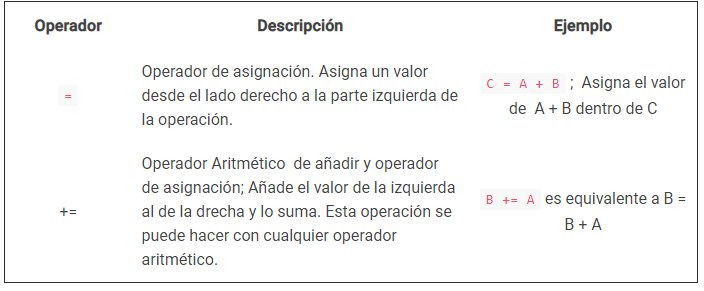 Operador Descripción Ejemplo
Operador de asignación. Asigna un valor
desde el lado derecho a la parte izquierda de
la operación.
=
C = A + B ; Asigna el valor
de A + B dentro de C
Operador Aritmético de añadir y operador
de asignación; Añade el valor de la izquierda
al de la drecha y lo suma. Esta operación se
puede hacer con cualquier operador
aritmético.
+=
B += A es equivalente a B =
B + A